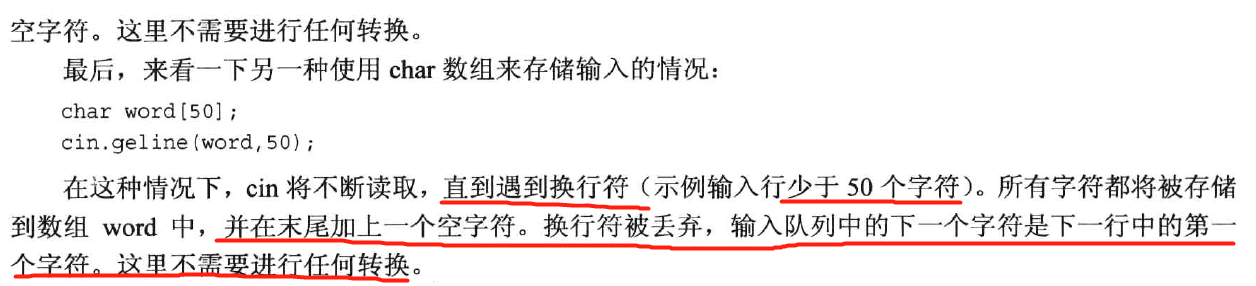 空字符。这里不需要进行任何转换。
最后，来看一下另一种使用 char 数组来存储输入的情况：
char word[50];
cin.geline(word,50);
在这种情况下，cin 将不断读取，直到遇到换行符（示例输入行少于 50 个字符）。所有字符都将被存储
到数组 word 中，并在末尾加上一个空字符。换行符被丢弃，输入队列中的下一个字符是下一行中的第一
个字符。这里不需要进行任何转换。